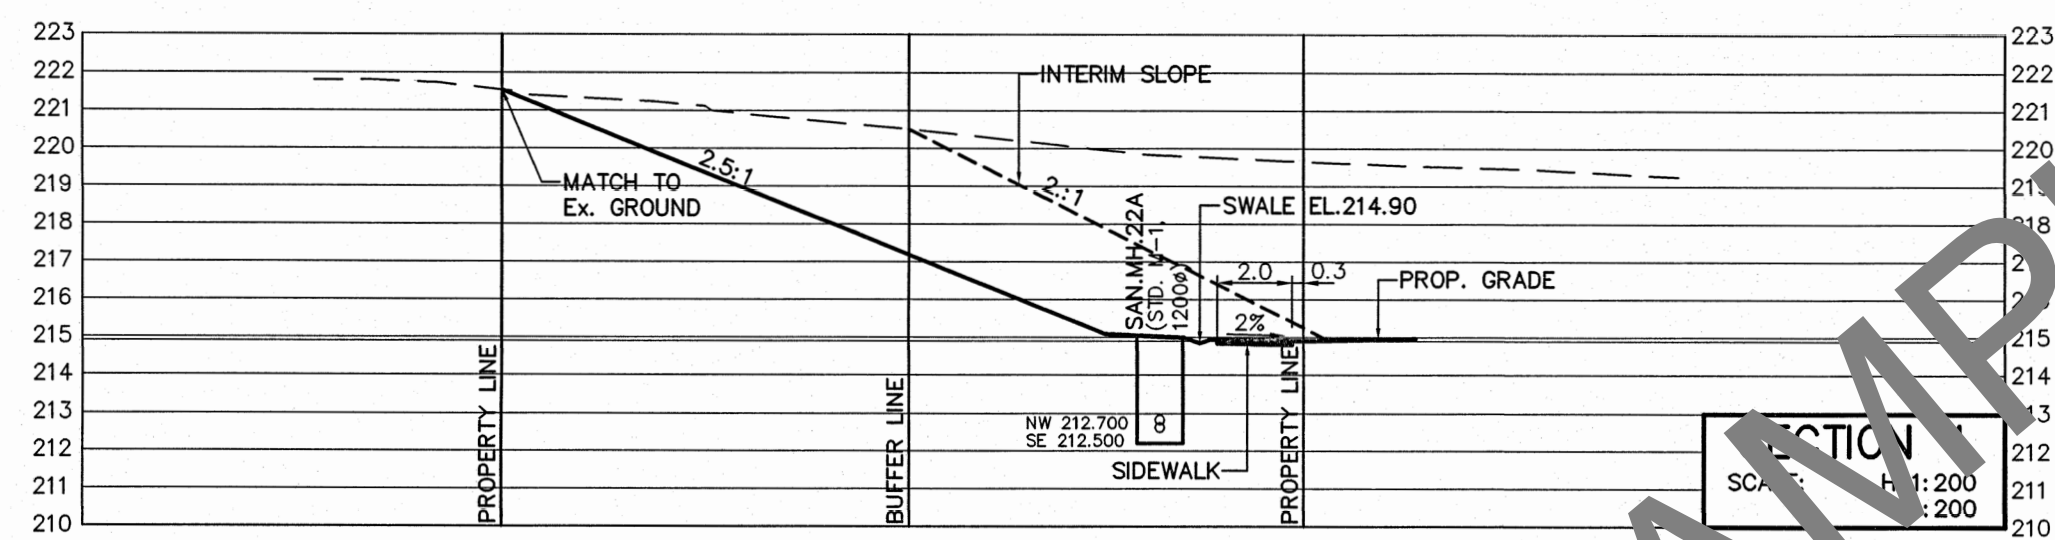 223
222
221
220
219
218
217
216
215
214
213
212
211
210
PROPERTY LINE
MATCH TO
Ex. GROUND
2.5:1
BUFFER LINE
INTERIM SLOPE
2.:1
SAN.MH.22A
(STD. M-1,
1200ø)
NW 212.700
SE 212.500
8
SWALE EL.214.90
2.0
0.3
2%
SIDEWALK
PROPERTY LINE
PROP. GRADE
223
222
221
220
218
215
214
212
211
210
1:200
:200